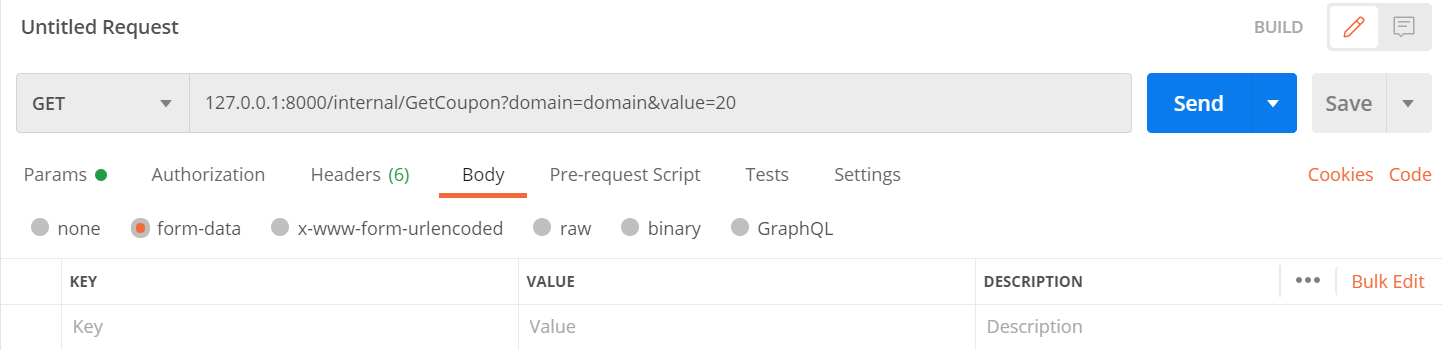 Untitled Request
BUILD
GET
127.0.0.1:8000/internal/GetCoupon?domain=domain&value=20
Send
Save
Params
Authorization
Headers (6)
Body
Pre-request Script
Tests
Settings
Cookies
Code
none
form-data
x-www-form-urlencoded
raw
binary
GraphQL
KEY
VALUE
DESCRIPTION
Bulk Edit
Key
Value
Description